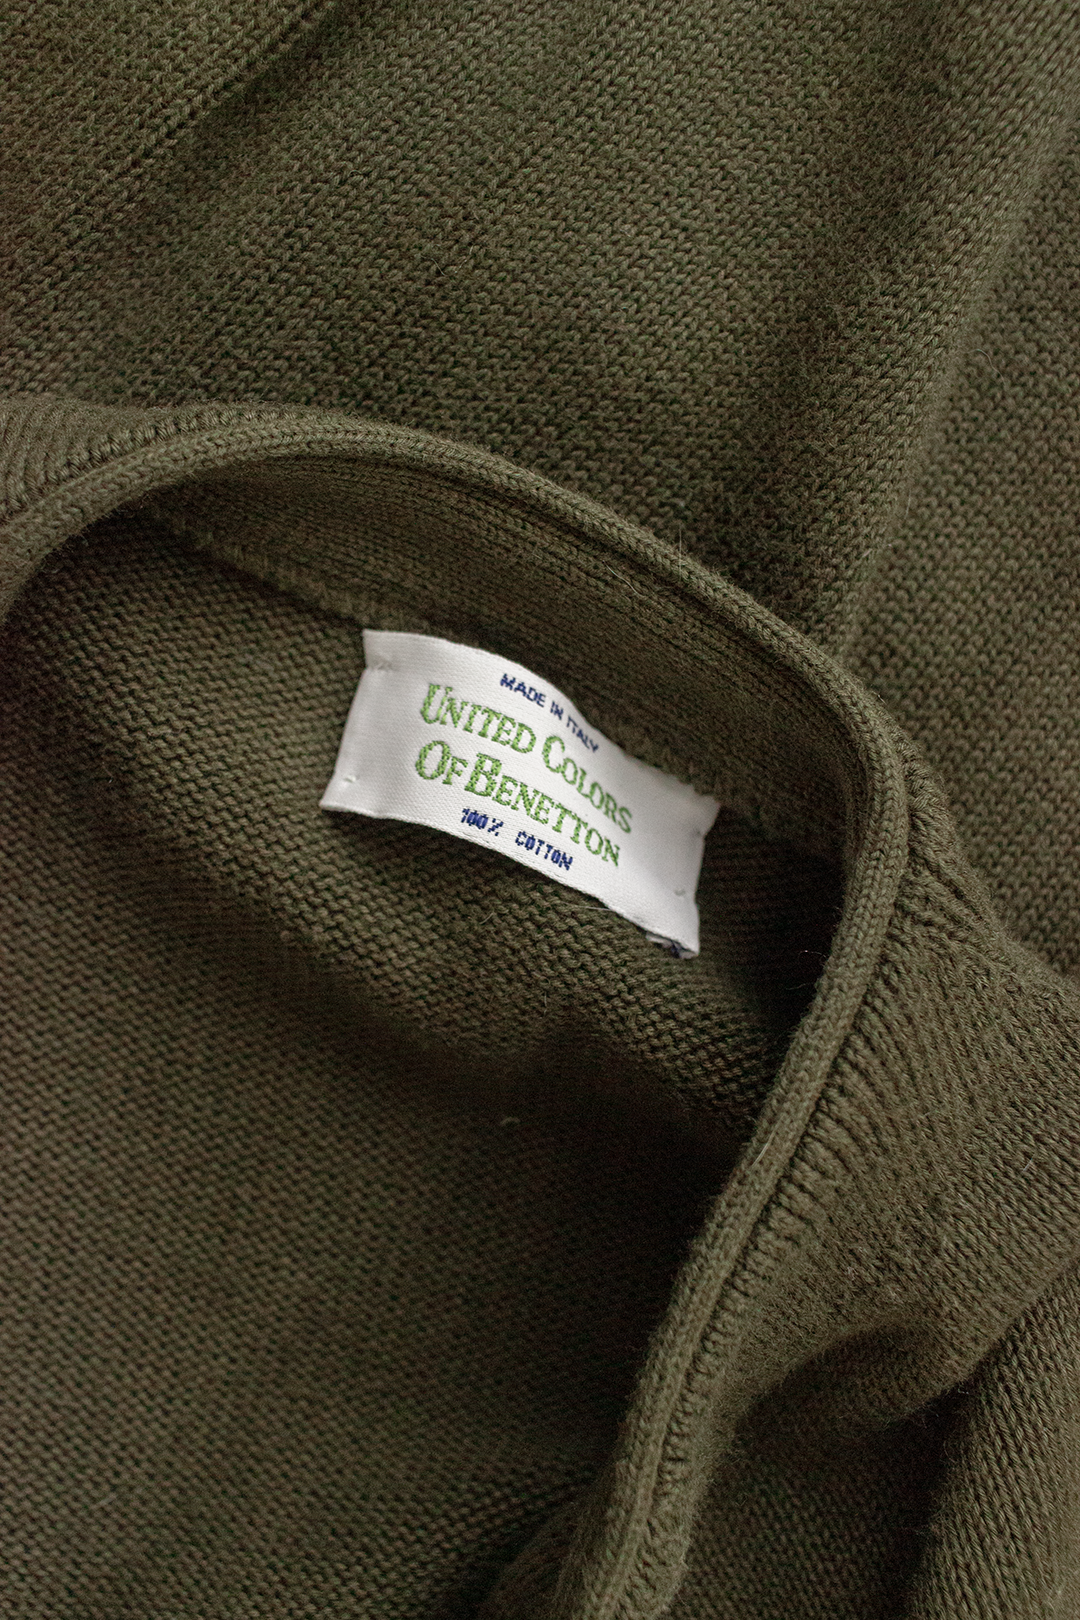 MADE IN ITALY
UNITED COLORS
OF BENETTON
100% COTTON